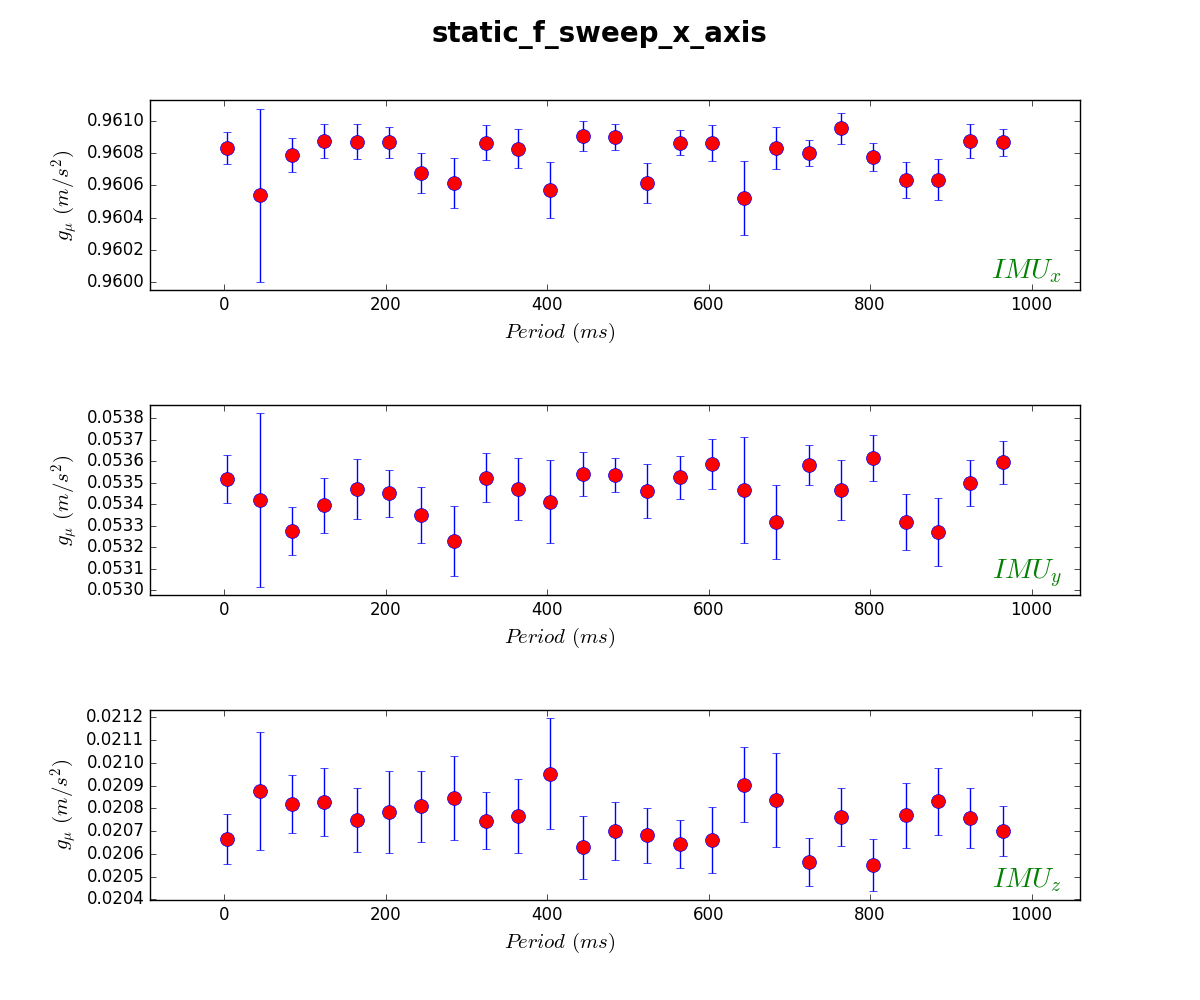 static_f_sweep_x_axis
0.9610
0.9608
0.9606
0.9604
0.9602
0.9600
g_μ (m/s²)
IMU_x
0 200 400 600 800 1000
Period (ms)
0.0538
0.0537
0.0536
0.0535
0.0534
0.0533
0.0532
0.0531
0.0530
g_μ (m/s²)
IMU_y
0 200 400 600 800 1000
Period (ms)
0.0212
0.0211
0.0210
0.0209
0.0208
0.0207
0.0206
0.0205
0.0204
g_μ (m/s²)
IMU_z
0 200 400 600 800 1000
Period (ms)